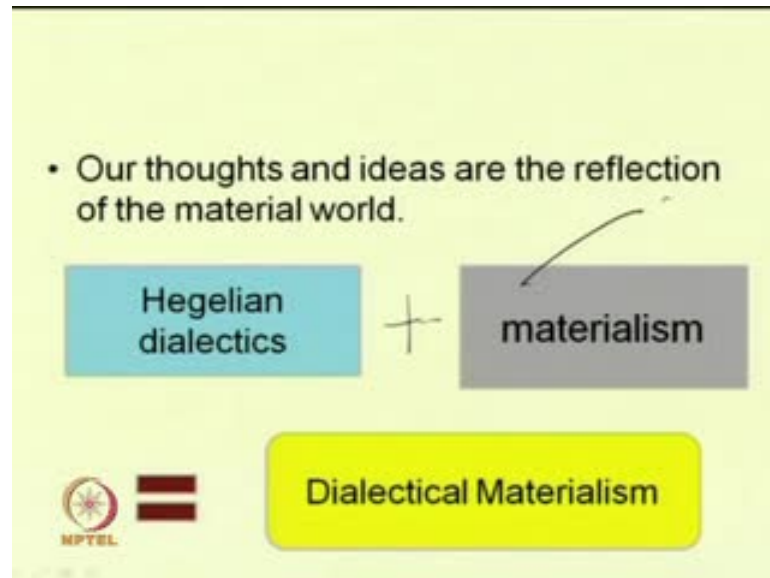 • Our thoughts and ideas are the reflection
of the material world.
Hegelian
dialectics
+
materialism
=
Dialectical Materialism
NPTEL